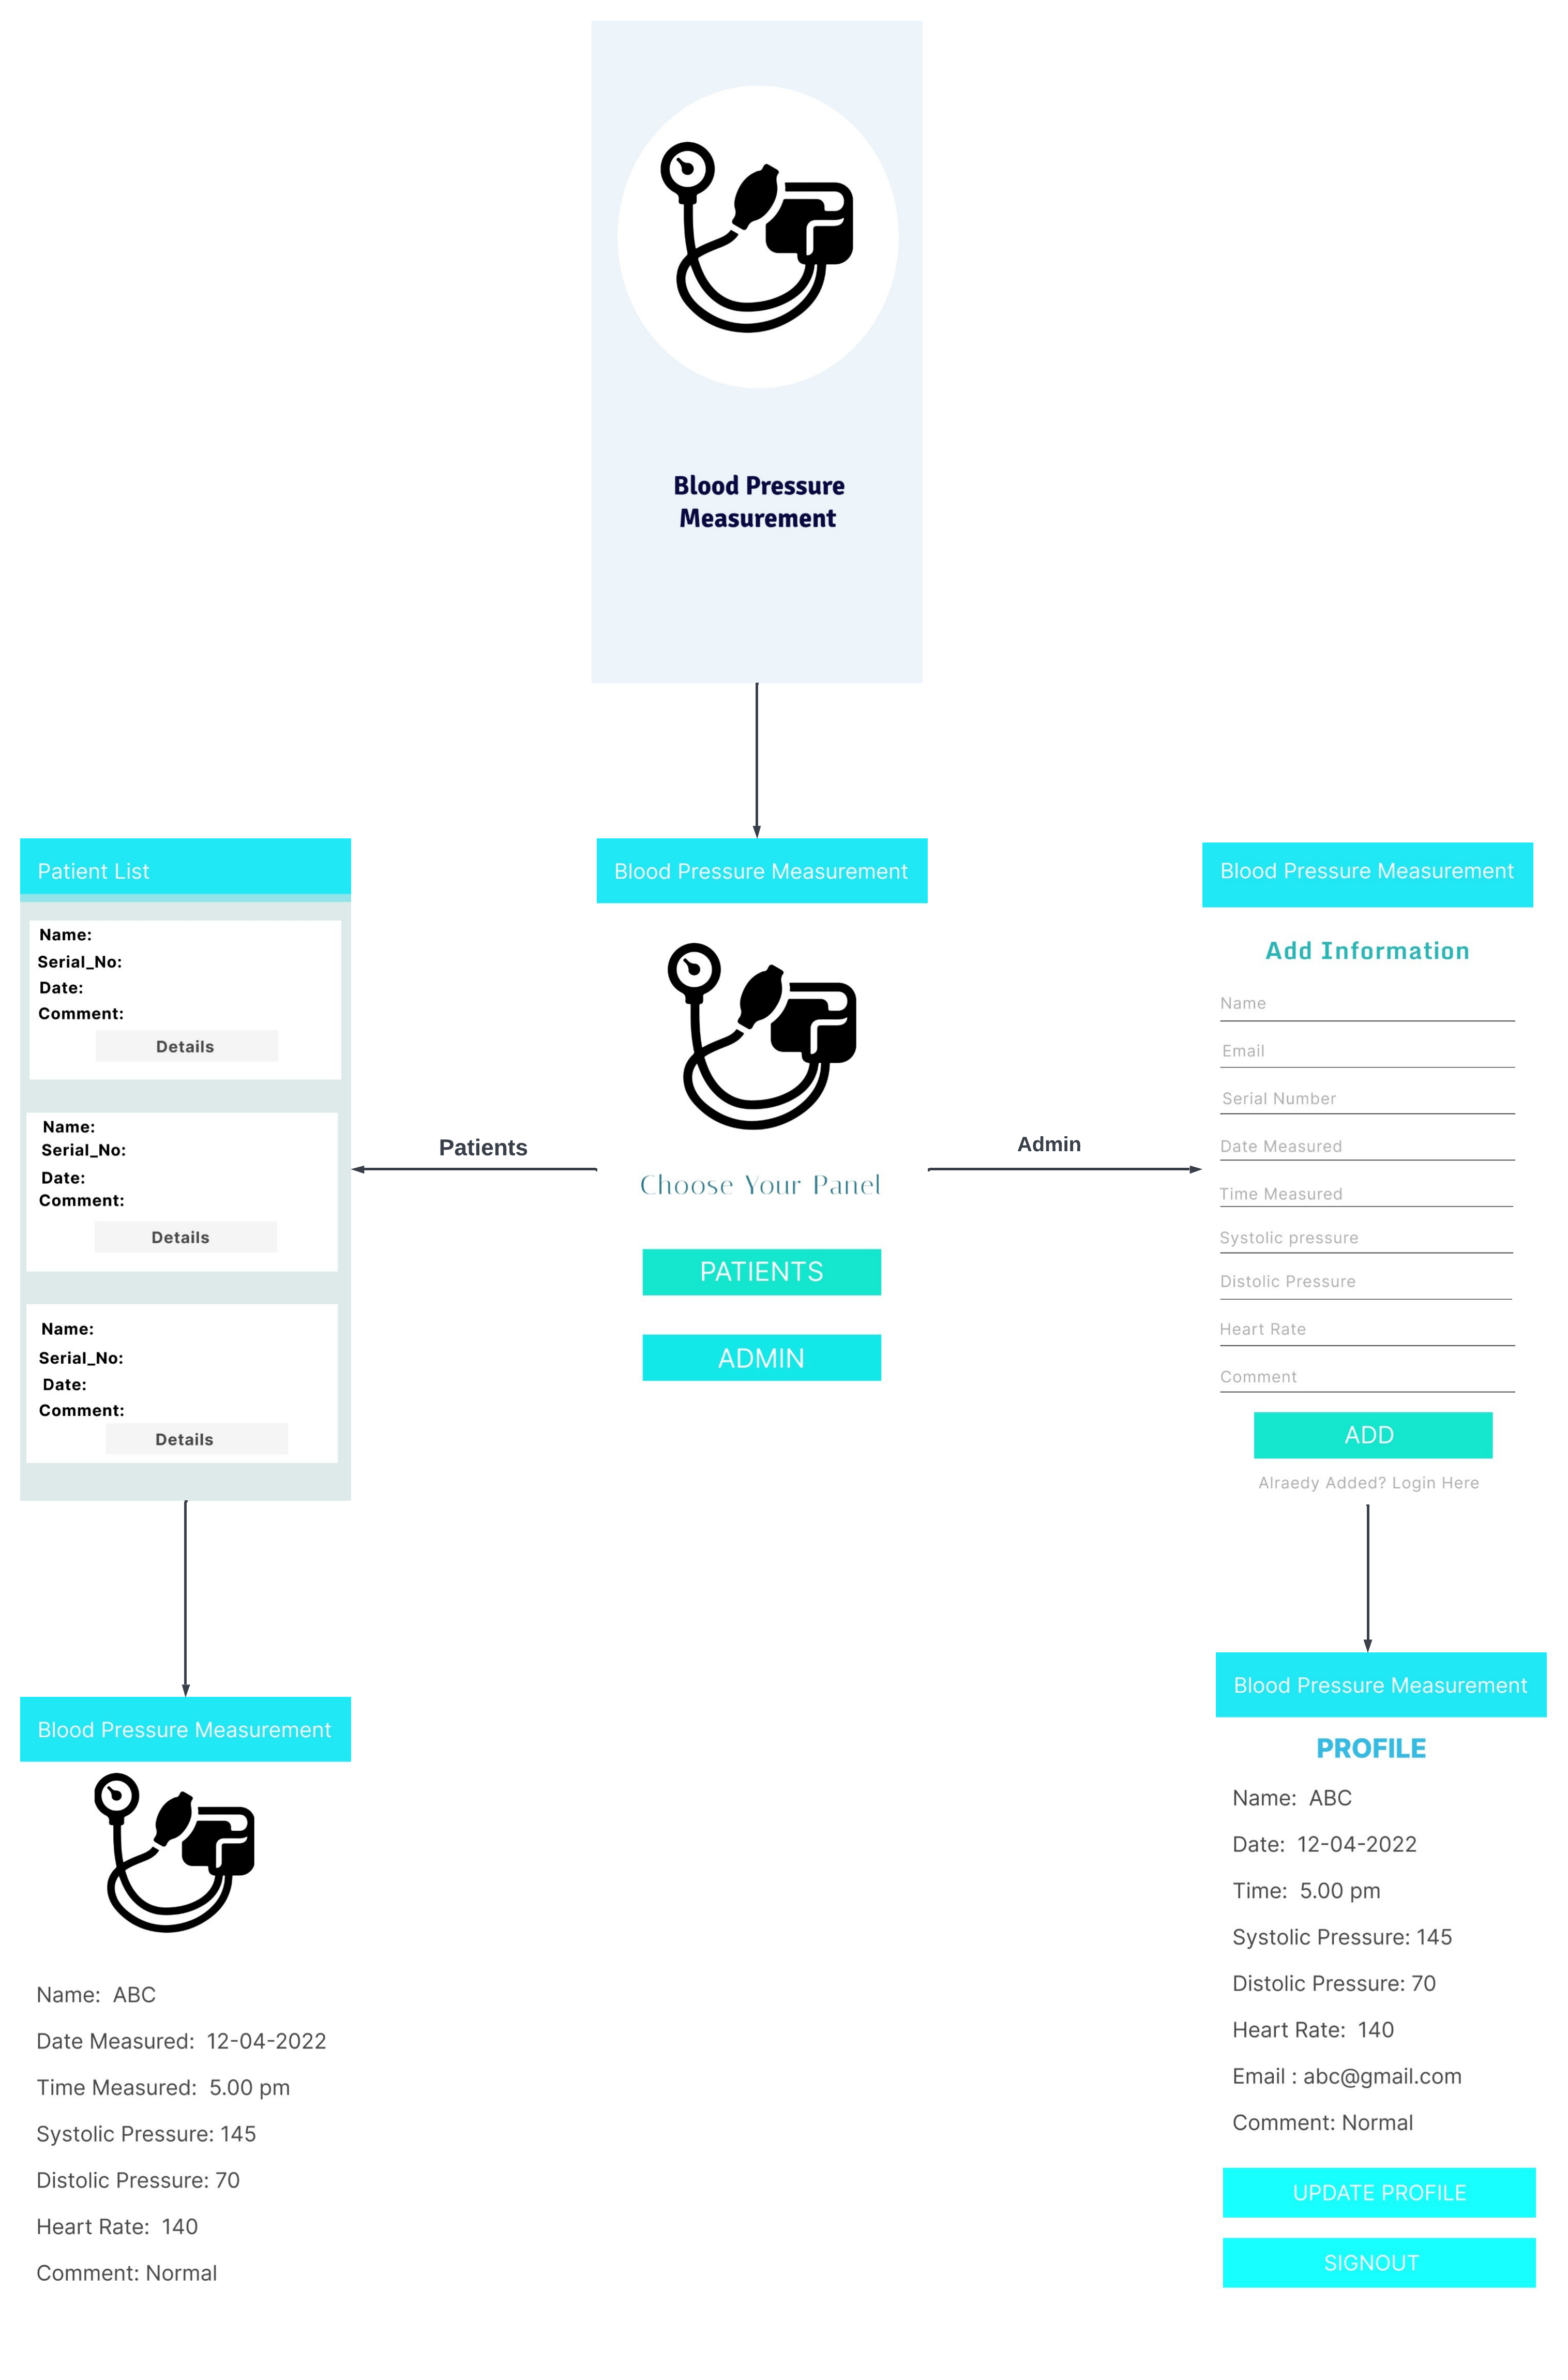 Blood Pressure
Measurement
Patient List
Name:
Serial_No:
Date:
Comment:
Details
Name:
Serial_No:
Date:
Comment:
Details
Name:
Serial_No:
Date:
Comment:
Details
Patients
Blood Pressure Measurement
Choose Your Panel
PATIENTS
ADMIN
Admin
Blood Pressure Measurement
Add Information
Name
Email
Serial Number
Date Measured
Time Measured
Systolic pressure
Distolic Pressure
Heart Rate
Comment
ADD
Alraedy Added? Login Here
Blood Pressure Measurement
Name: ABC
Date Measured: 12-04-2022
Time Measured: 5.00 pm
Systolic Pressure: 145
Distolic Pressure: 70
Heart Rate: 140
Comment: Normal
Blood Pressure Measurement
PROFILE
Name: ABC
Date: 12-04-2022
Time: 5.00 pm
Systolic Pressure: 145
Distolic Pressure: 70
Heart Rate: 140
Email : abc@gmail.com
Comment: Normal
UPDATE PROFILE
SIGNOUT